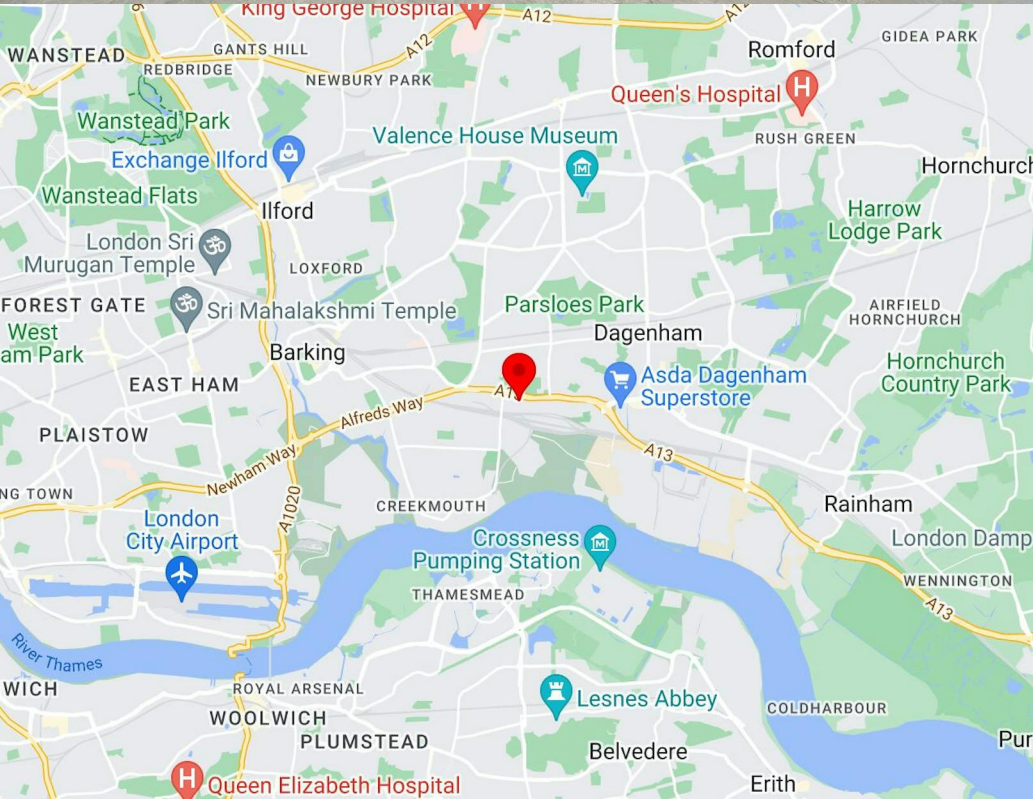 King George Hospital
A12
A12
A12
WANSTEAD
GANTS HILL
REDBRIDGE
NEWBURY PARK
Romford
GIDEA PARK
Queen's Hospital
RUSH GREEN
Wanstead Park
Valence House Museum
Exchange Ilford
Hornchurch
Wanstead Flats
Ilford
Harrow
Lodge Park
London Sri
Murugan Temple
LOXFORD
FOREST GATE
Sri Mahalakshmi Temple
Parsloes Park
AIRFIELD
HORNCHURCH
West
am Park
Barking
Dagenham
Hornchurch
Country Park
EAST HAM
A13
Asda Dagenham
Superstore
Alfreds Way
PLAISTOW
Newham Way
A13
NG TOWN
A1020
CREEKMOUTH
Rainham
London
City Airport
Crossness
Pumping Station
London Damp
THAMESMEAD
WENNINGTON
A13
River Thames
WICH
ROYAL ARSENAL
WOOLWICH
PLUMSTEAD
Lesnes Abbey
COLDHARBOUR
Belvedere
Pur
Erith
Queen Elizabeth Hospital